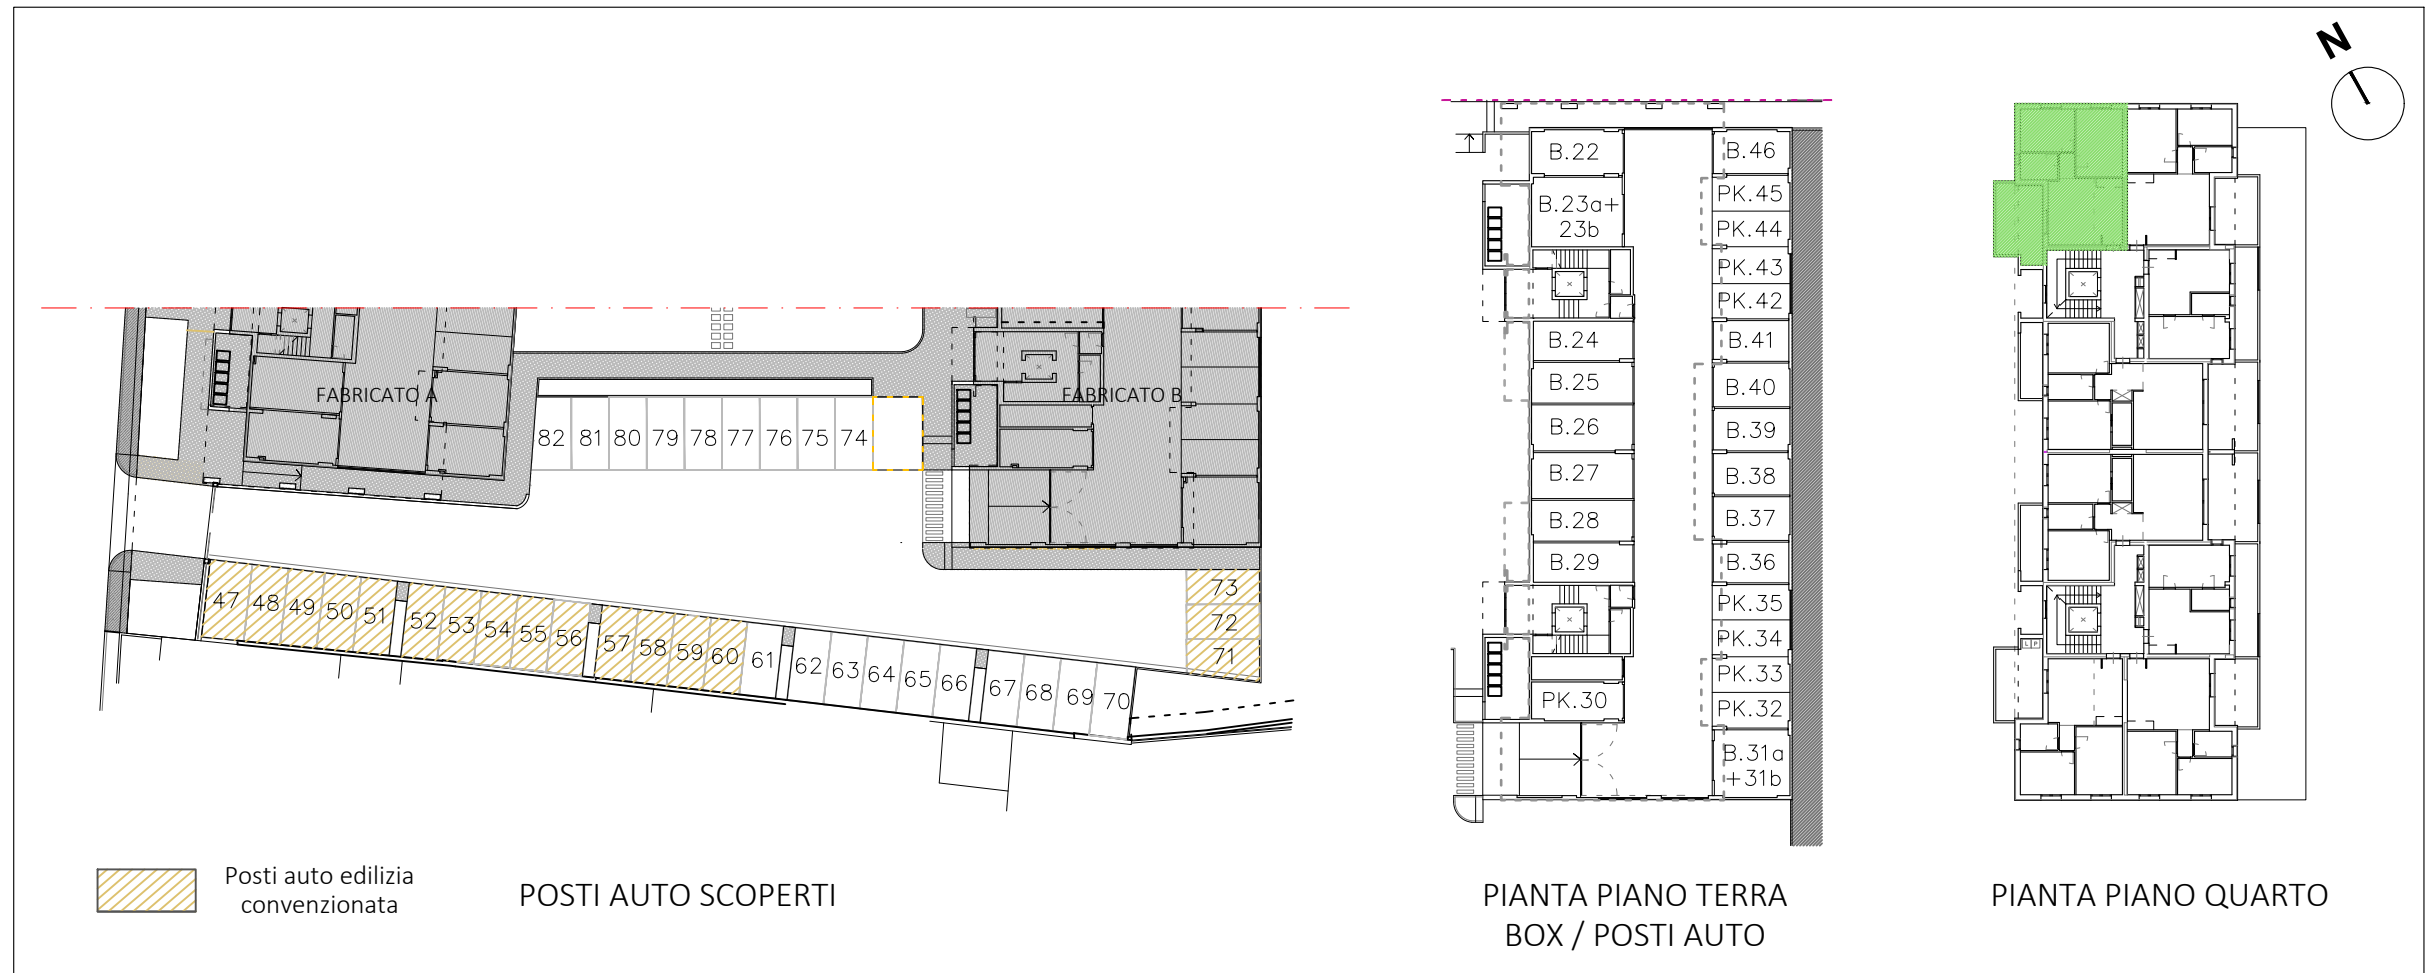 N
B.22
B.46
B.23a+
23b
PK.45
PK.44
PK.43
PK.42
B.24
B.41
B.25
B.40
B.26
B.39
B.27
B.38
B.28
B.37
B.29
B.36
PK.35
PK.34
PK.33
PK.30
PK.32
B.31a
+31b
FABRICATO A
FABRICATO B
82 81 80 79 78 77 76 75 74
47 48 49 50 51 52 53 54 55 56 57 58 59 60 61 62 63 64 65 66 67 68 69 70
73
72
71
Posti auto edilizia
convenzionata
POSTI AUTO SCOPERTI
PIANTA PIANO TERRA
BOX / POSTI AUTO
PIANTA PIANO QUARTO